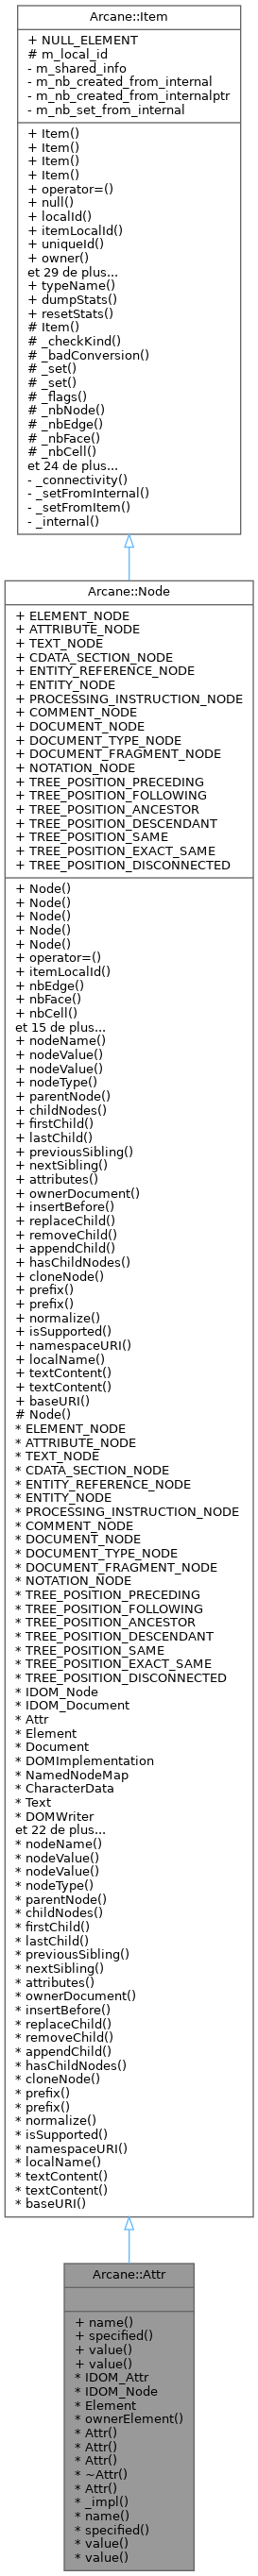 Arcane::Item
+ NULL_ELEMENT
# m_local_id
- m_shared_info
- m_nb_created_from_internal
- m_nb_created_from_internalptr
- m_nb_set_from_internal
+ Item()
+ Item()
+ Item()
+ Item()
+ operator=()
+ null()
+ localId()
+ itemLocalId()
+ uniqueId()
+ owner()
et 29 de plus...
+ typeName()
+ dumpStats()
+ resetStats()
# Item()
# _checkKind()
# _badConversion()
# _set()
# _set()
# _flags()
# _nbNode()
# _nbEdge()
# _nbFace()
# _nbCell()
et 24 de plus...
- _connectivity()
- _setFromInternal()
- _setFromItem()
- _internal()
Arcane::Node
+ ELEMENT_NODE
+ ATTRIBUTE_NODE
+ TEXT_NODE
+ CDATA_SECTION_NODE
+ ENTITY_REFERENCE_NODE
+ ENTITY_NODE
+ PROCESSING_INSTRUCTION_NODE
+ COMMENT_NODE
+ DOCUMENT_NODE
+ DOCUMENT_TYPE_NODE
+ DOCUMENT_FRAGMENT_NODE
+ NOTATION_NODE
+ TREE_POSITION_PRECEDING
+ TREE_POSITION_FOLLOWING
+ TREE_POSITION_ANCESTOR
+ TREE_POSITION_DESCENDANT
+ TREE_POSITION_SAME
+ TREE_POSITION_EXACT_SAME
+ TREE_POSITION_DISCONNECTED
+ Node()
+ Node()
+ Node()
+ Node()
+ Node()
+ operator=()
+ itemLocalId()
+ nbEdge()
+ nbFace()
+ nbCell()
et 15 de plus...
+ nodeName()
+ nodeValue()
+ nodeValue()
+ nodeType()
+ parentNode()
+ childNodes()
+ firstChild()
+ lastChild()
+ previousSibling()
+ nextSibling()
+ attributes()
+ ownerDocument()
+ insertBefore()
+ replaceChild()
+ removeChild()
+ appendChild()
+ hasChildNodes()
+ cloneNode()
+ prefix()
+ prefix()
+ normalize()
+ isSupported()
+ namespaceURI()
+ localName()
+ textContent()
+ textContent()
+ baseURI()
# Node()
* ELEMENT_NODE
* ATTRIBUTE_NODE
* TEXT_NODE
* CDATA_SECTION_NODE
* ENTITY_REFERENCE_NODE
* ENTITY_NODE
* PROCESSING_INSTRUCTION_NODE
* COMMENT_NODE
* DOCUMENT_NODE
* DOCUMENT_TYPE_NODE
* DOCUMENT_FRAGMENT_NODE
* NOTATION_NODE
* TREE_POSITION_PRECEDING
* TREE_POSITION_FOLLOWING
* TREE_POSITION_ANCESTOR
* TREE_POSITION_DESCENDANT
* TREE_POSITION_SAME
* TREE_POSITION_EXACT_SAME
* TREE_POSITION_DISCONNECTED
* IDOM_Node
* IDOM_Document
* Attr
* Element
* Document
* DOMImplementation
* NamedNodeMap
* CharacterData
* Text
* DOMWriter
et 22 de plus...
* nodeName()
* nodeValue()
* nodeValue()
* nodeType()
* parentNode()
* childNodes()
* firstChild()
* lastChild()
* previousSibling()
* nextSibling()
* attributes()
* ownerDocument()
* insertBefore()
* replaceChild()
* removeChild()
* appendChild()
* hasChildNodes()
* cloneNode()
* prefix()
* prefix()
* normalize()
* isSupported()
* namespaceURI()
* localName()
* textContent()
* textContent()
* baseURI()
Arcane::Attr
+ name()
+ specified()
+ value()
+ value()
* IDOM_Attr
* IDOM_Node
* Element
* ownerElement()
* Attr()
* Attr()
* Attr()
* ~Attr()
* Attr()
* _impl()
* name()
* specified()
* value()
* value()